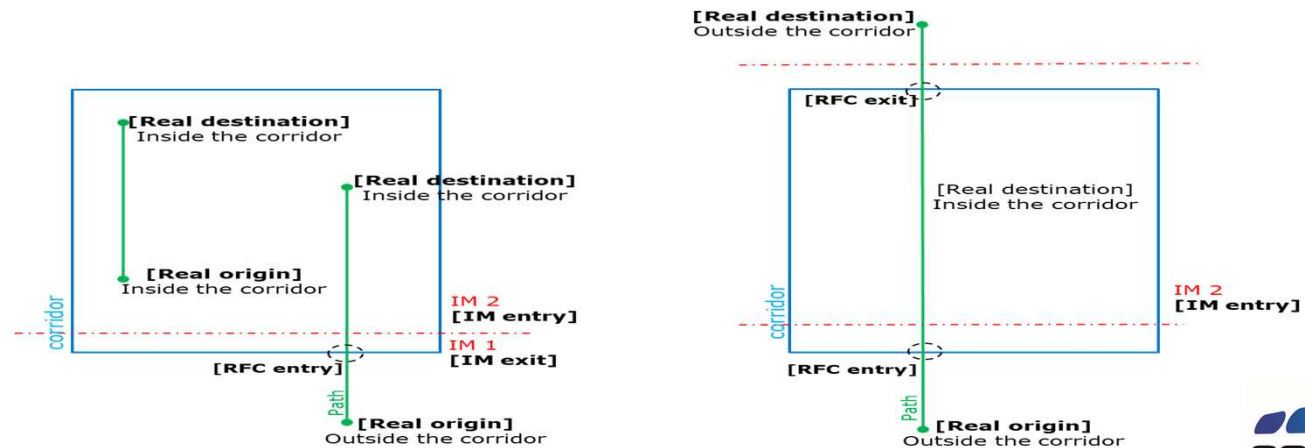 [Real destination]
Inside the corridor
[Real destination]
Inside the corridor
[Real origin]
Inside the corridor
corridor
IM 2
[IM entry]
IM 1
[IM exit]
[RFC entry]
Path
[Real origin]
Outside the corridor
[Real destination]
Outside the corridor
[RFC exit]
[Real destination]
Inside the corridor
corridor
IM 2
[IM entry]
[RFC entry]
Path
[Real origin]
Outside the corridor